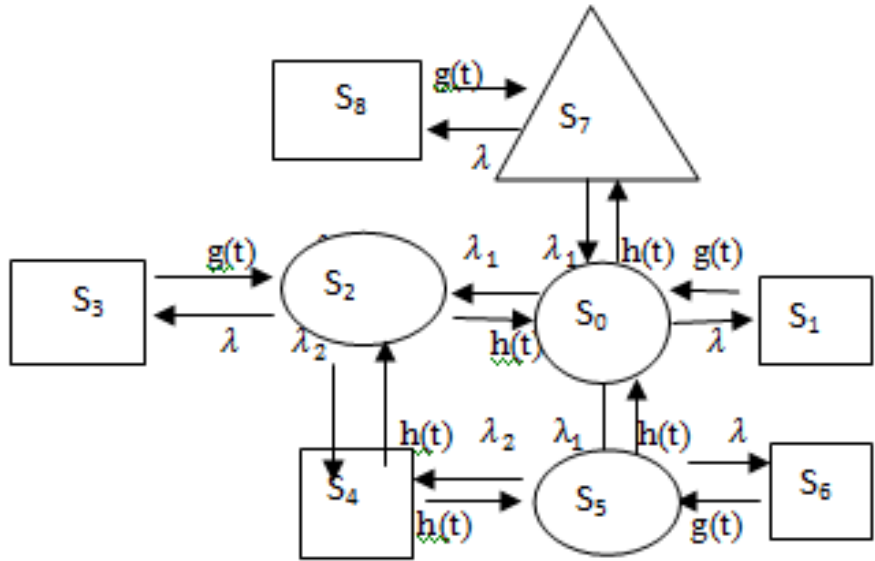 g(t)
S8
S7
λ
g(t) λ1 λ1 h(t) g(t)
S3 S2 S0 S1
λ λ2 h(t) λ
h(t) λ2 λ1 h(t) λ
S4 S5 S6
h(t) g(t)